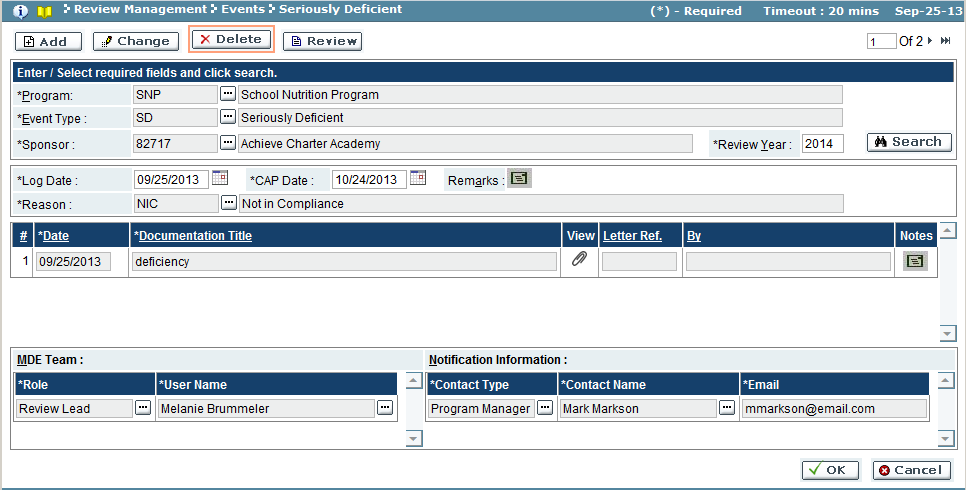 Review Management > Events > Seriously Deficient (*) - Required Timeout : 20 mins Sep-25-13
Add Change Delete Review 1 Of 2
Enter / Select required fields and click search.
*Program: SNP ... School Nutrition Program
*Event Type : SD ... Seriously Deficient
*Sponsor : 82717 ... Achieve Charter Academy *Review Year : 2014 Search
*Log Date : 09/25/2013 *CAP Date : 10/24/2013 Remarks :
*Reason : NIC ... Not in Compliance
# *Date *Documentation Title View Letter Ref. By Notes
1 09/25/2013 deficiency
MDE Team : Notification Information :
*Role *User Name *Contact Type *Contact Name *Email
Review Lead ... Melanie Brummeler ... Program Manager ... Mark Markson ... mmarkson@email.com
OK Cancel